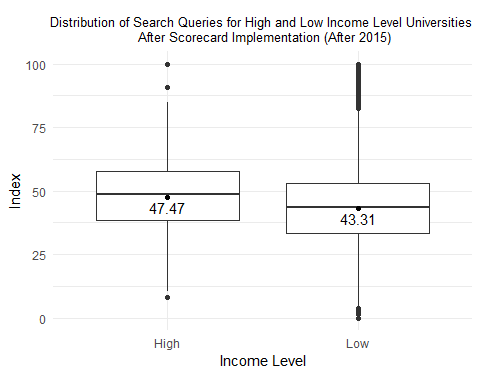 Distribution of Search Queries for High and Low Income Level Universities
After Scorecard Implementation (After 2015)
100
75
50
25
0
Index
47.47
43.31
High
Low
Income Level